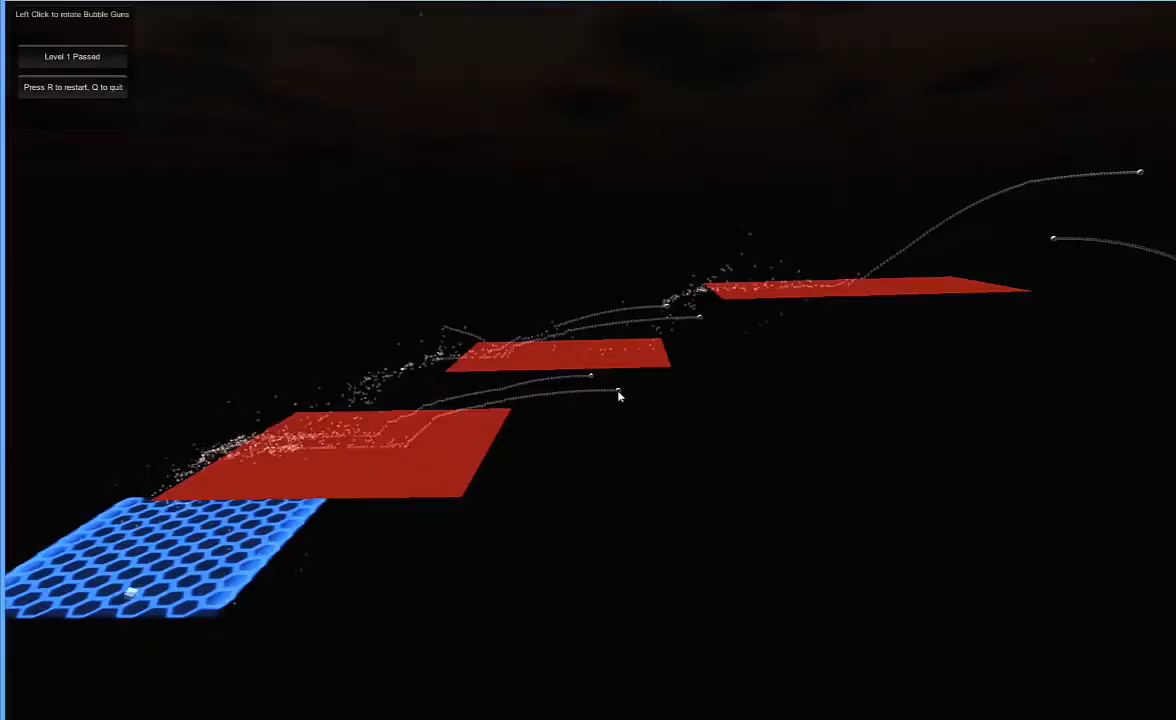 Left Click to rotate Bubble Guns
Level 1 Passed
Press R to restart, Q to quit